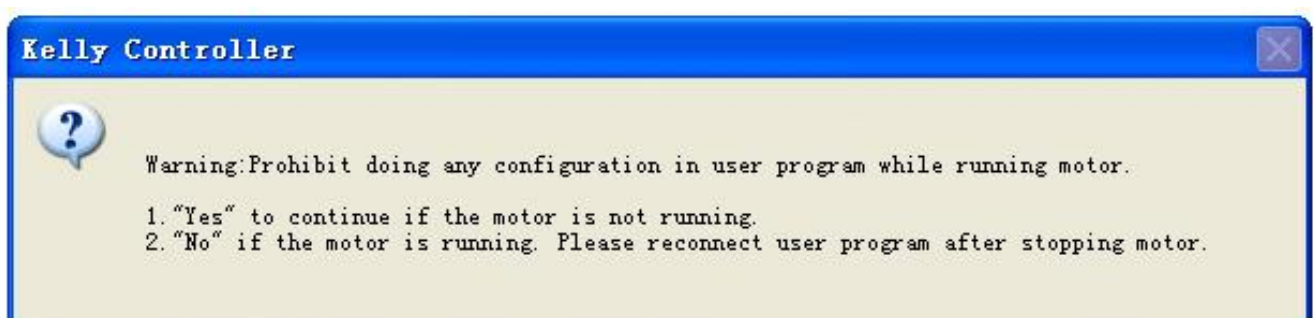 Kelly Controller
Warning:Prohibit doing any configuration in user program while running motor.
1."Yes" to continue if the motor is not running.
2."No" if the motor is running. Please reconnect user program after stopping motor.